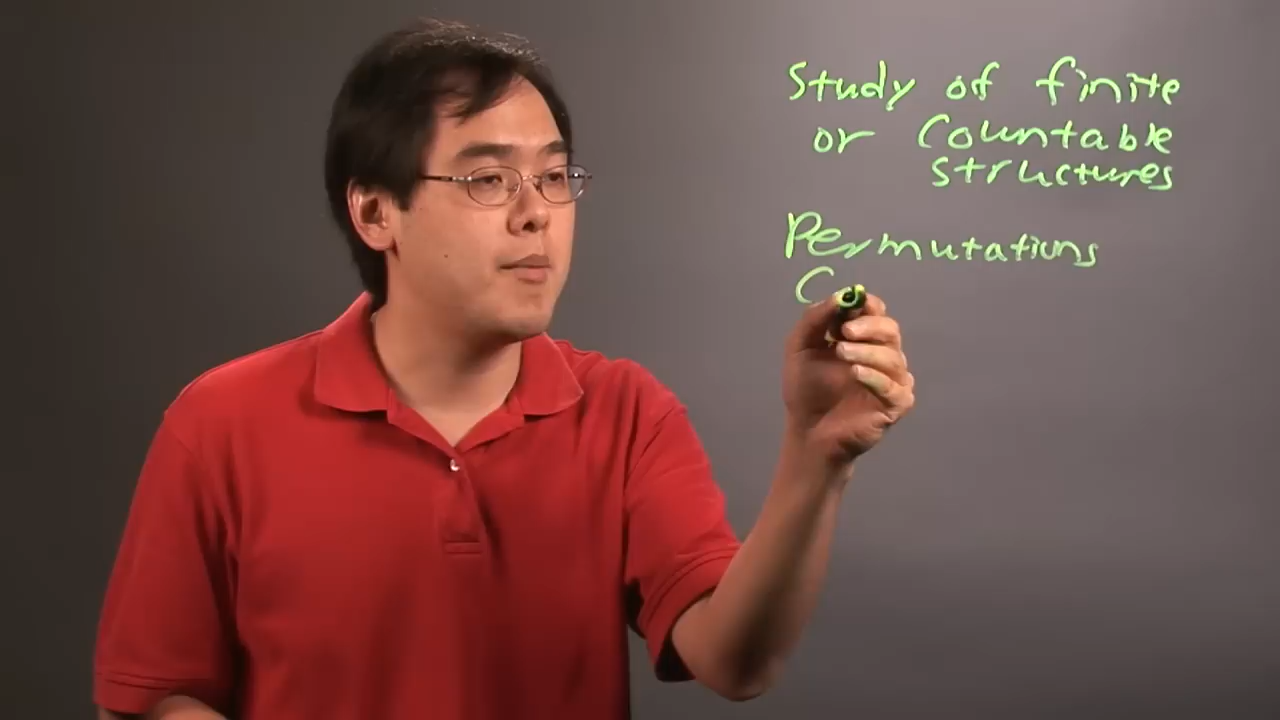 Study of finite
or Countable
structures
Permutations
C